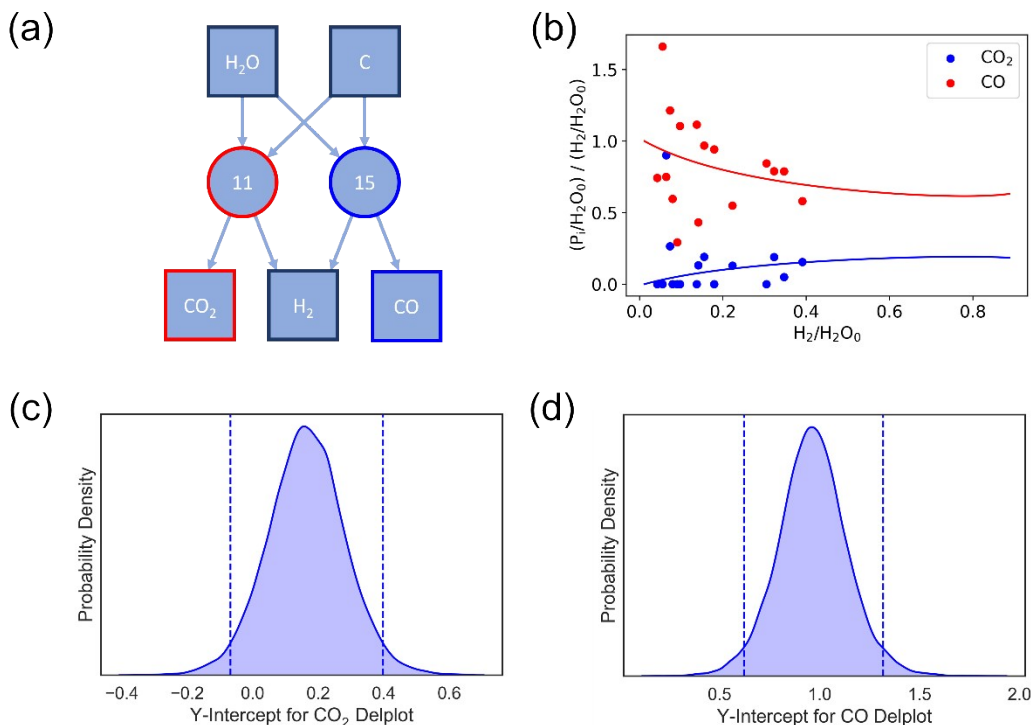 (a)
H₂O
C
11
15
CO₂
H₂
CO
(b)
CO₂
CO
1.5
1.0
0.5
0.0
(Pᵢ/H₂O₀) / (H₂/H₂O₀)
0.0 0.2 0.4 0.6 0.8
H₂/H₂O₀
(c)
Probability Density
−0.4 −0.2 0.0 0.2 0.4 0.6
Y-Intercept for CO₂ Delplot
(d)
Probability Density
0.5 1.0 1.5 2.0
Y-Intercept for CO Delplot